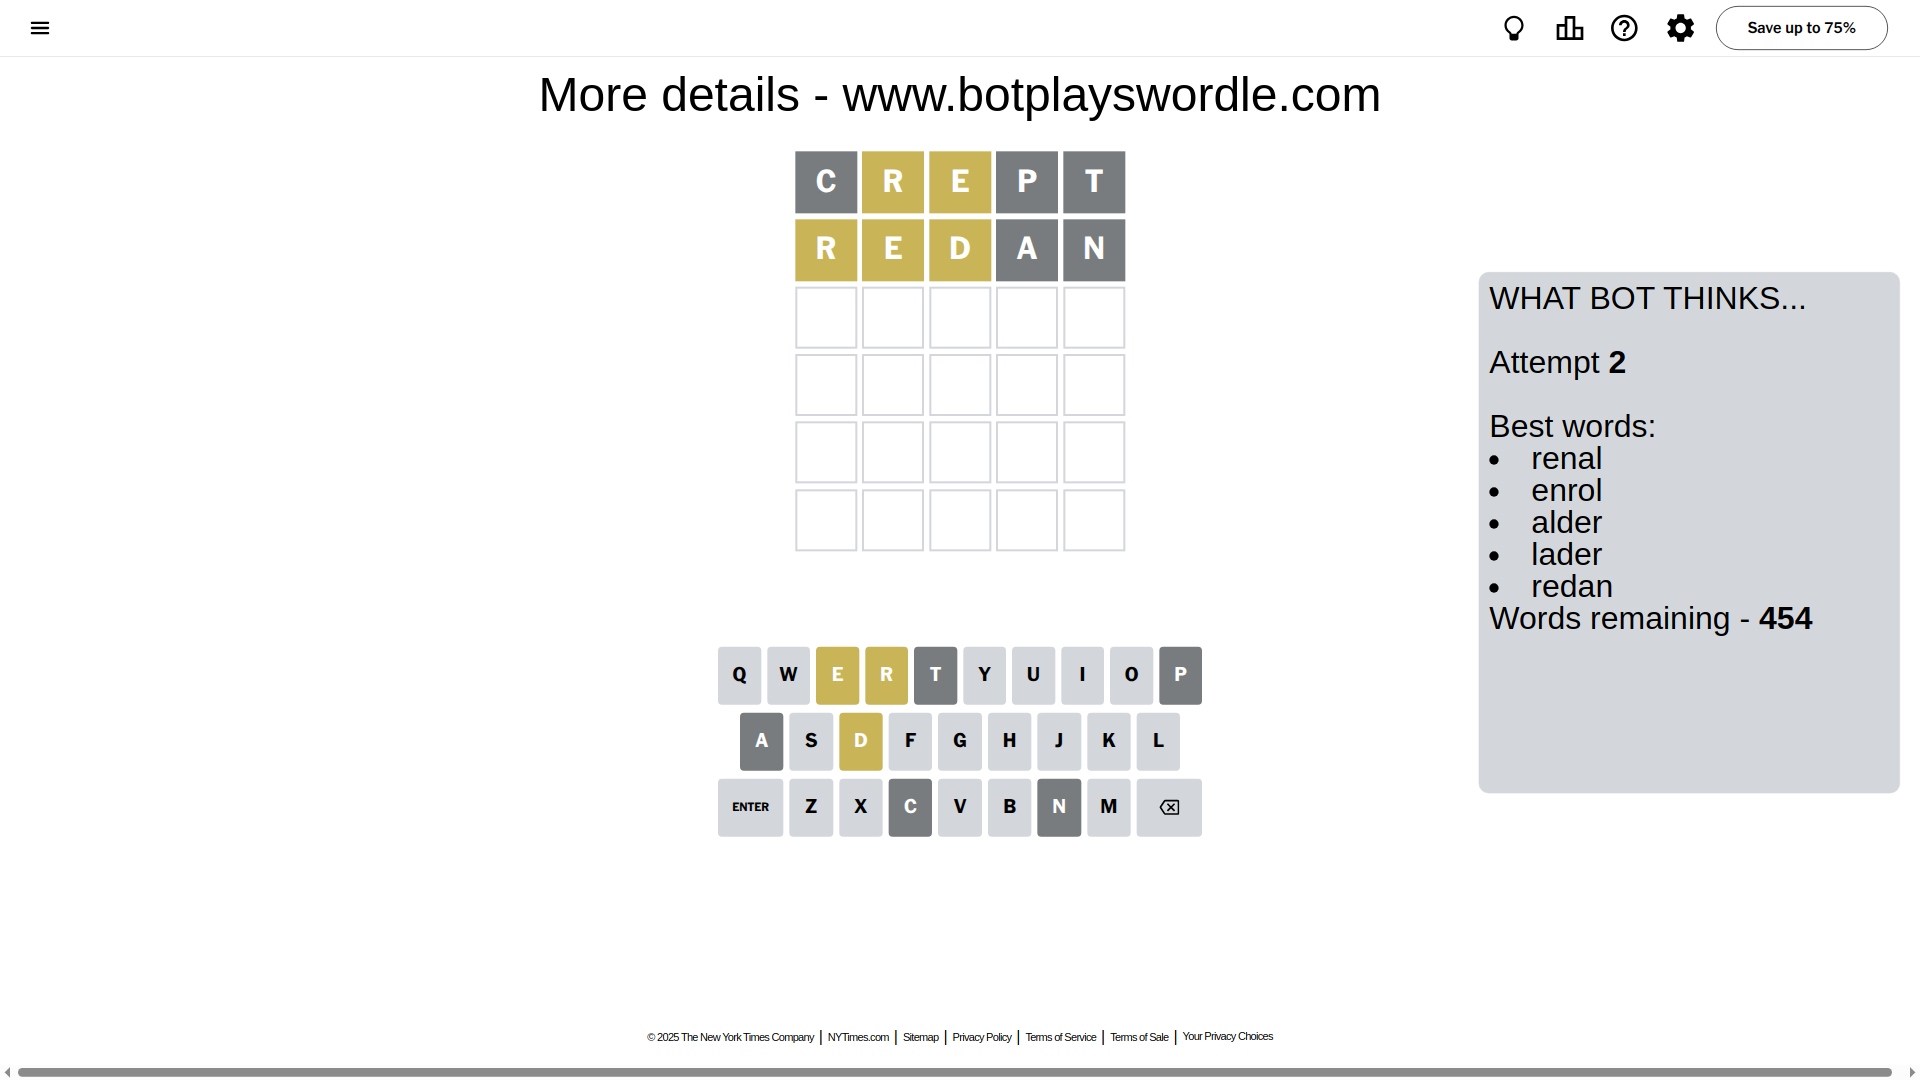 Save up to 75%
More details - www.botplayswordle.com
C R E P T
R E D A N
WHAT BOT THINKS...
Attempt 2
Best words:
• renal
• enrol
• alder
• lader
• redan
Words remaining - 454
Q W E R T Y U I O P
A S D F G H J K L
ENTER Z X C V B N M
© 2025 The New York Times Company | NYTimes.com | Sitemap | Privacy Policy | Terms of Service | Terms of Sale | Your Privacy Choices